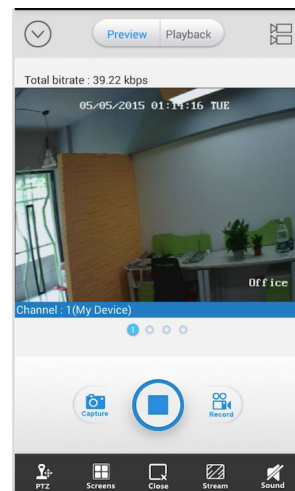 Preview Playback
Total bitrate : 39.22 kbps
05/05/2015 01:14:16 TUE
Office
Channel : 1(My Device)
1
Capture
Record
PTZ Screens Close Stream Sound